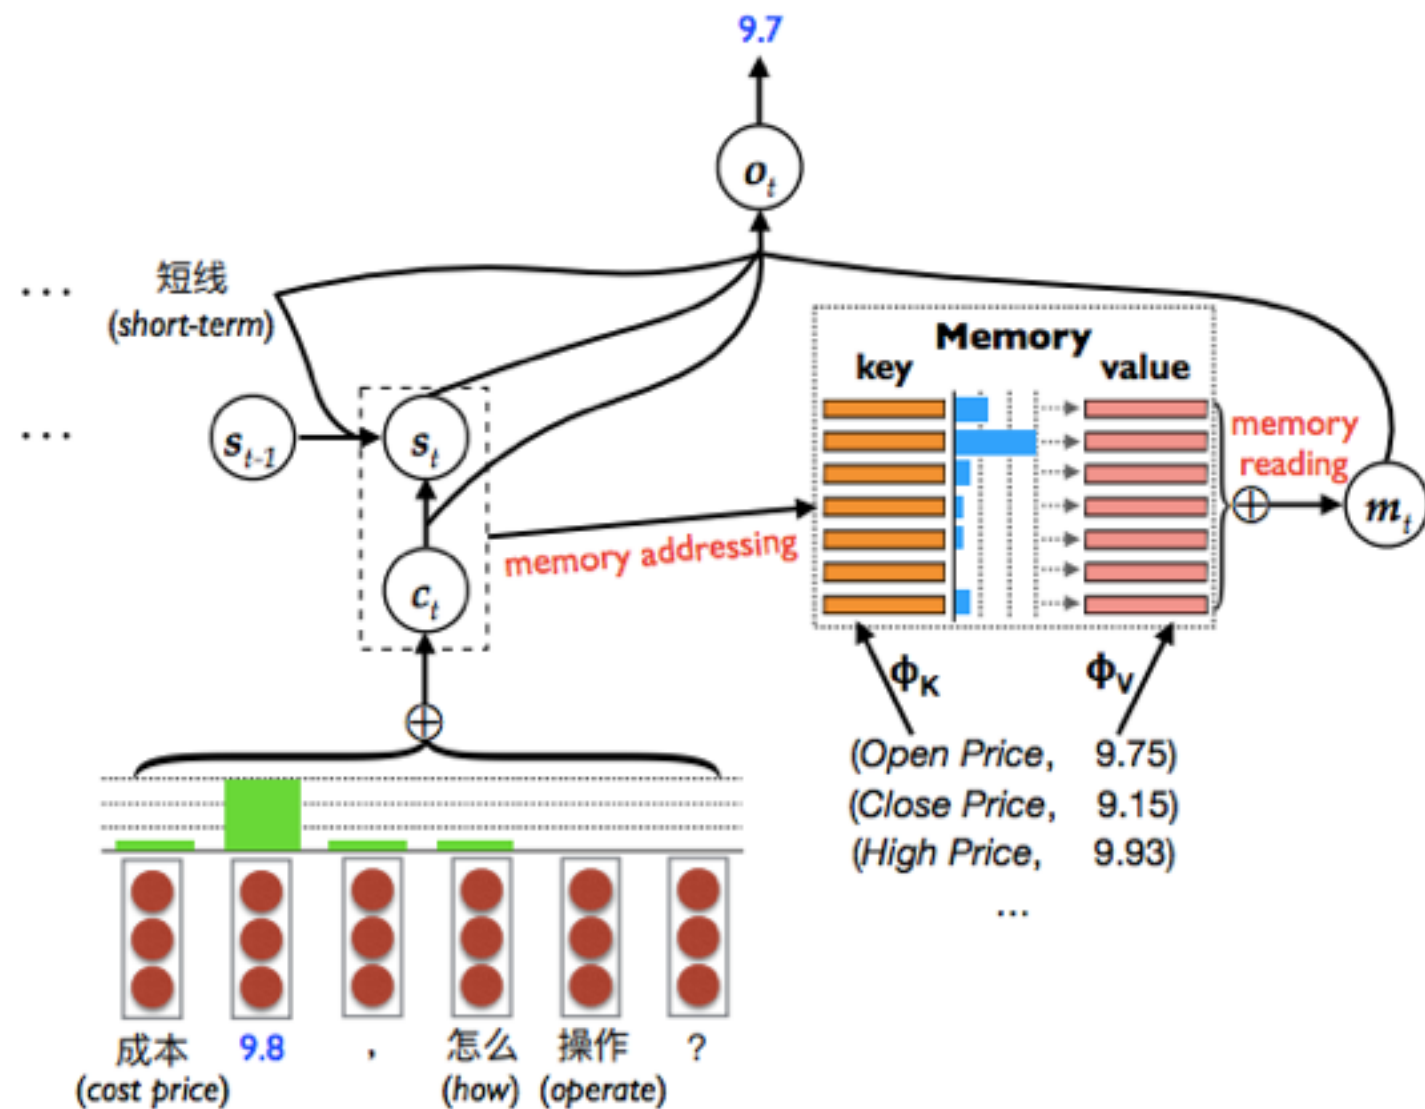 9.7
o_t
... 短线
(short-term)
Memory
key value
... s_{t-1} s_t
memory
reading
m_t
memory addressing
c_t
ϕ_K ϕ_V
(Open Price, 9.75)
(Close Price, 9.15)
(High Price, 9.93)
...
成本 9.8 , 怎么 操作 ?
(cost price) (how) (operate)